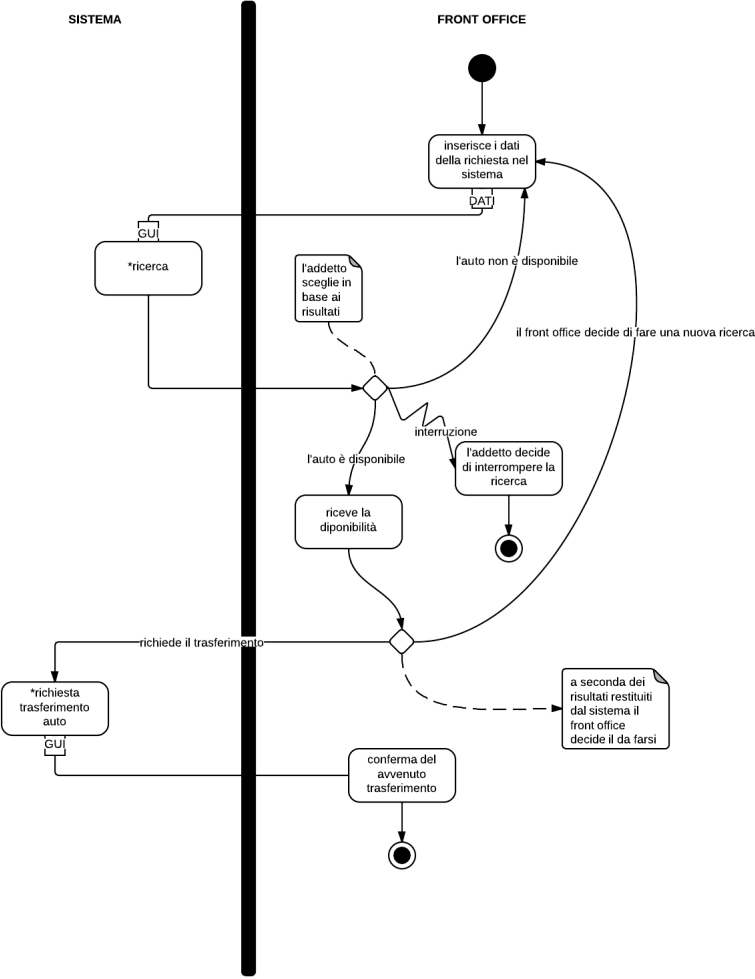 SISTEMA
FRONT OFFICE
inserisce i dati
della richiesta nel
sistema
DATI
GUI
*ricerca
l'addetto
sceglie in
base ai
risultati
l'auto non è disponibile
il front office decide di fare una nuova ricerca
interruzione
l'auto è disponibile
l'addetto decide
di interrompere la
ricerca
riceve la
diponibilità
richiede il trasferimento
*richiesta
trasferimento
auto
GUI
a seconda dei
risultati restituiti
dal sistema il
front office
decide il da farsi
conferma del
avvenuto
trasferimento